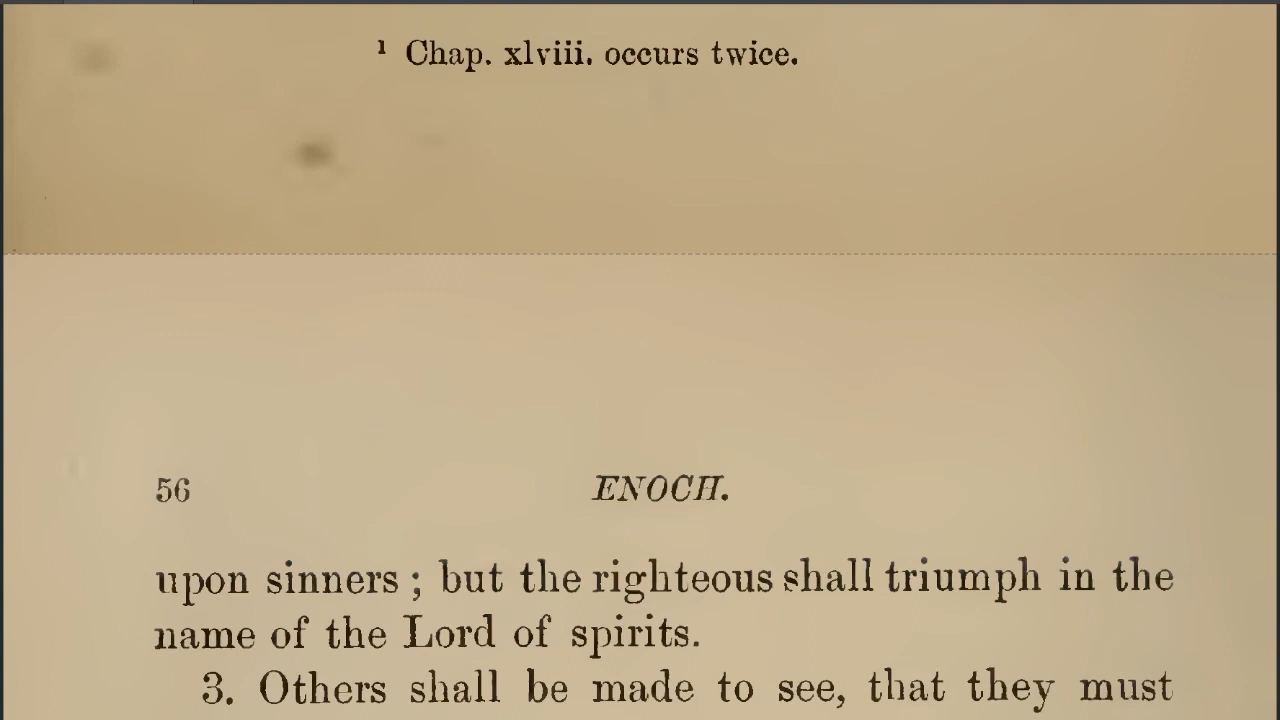 ¹ Chap. xlviii. occurs twice.
56
ENOCH.
upon sinners ; but the righteous shall triumph in the
name of the Lord of spirits.
3. Others shall be made to see, that they must